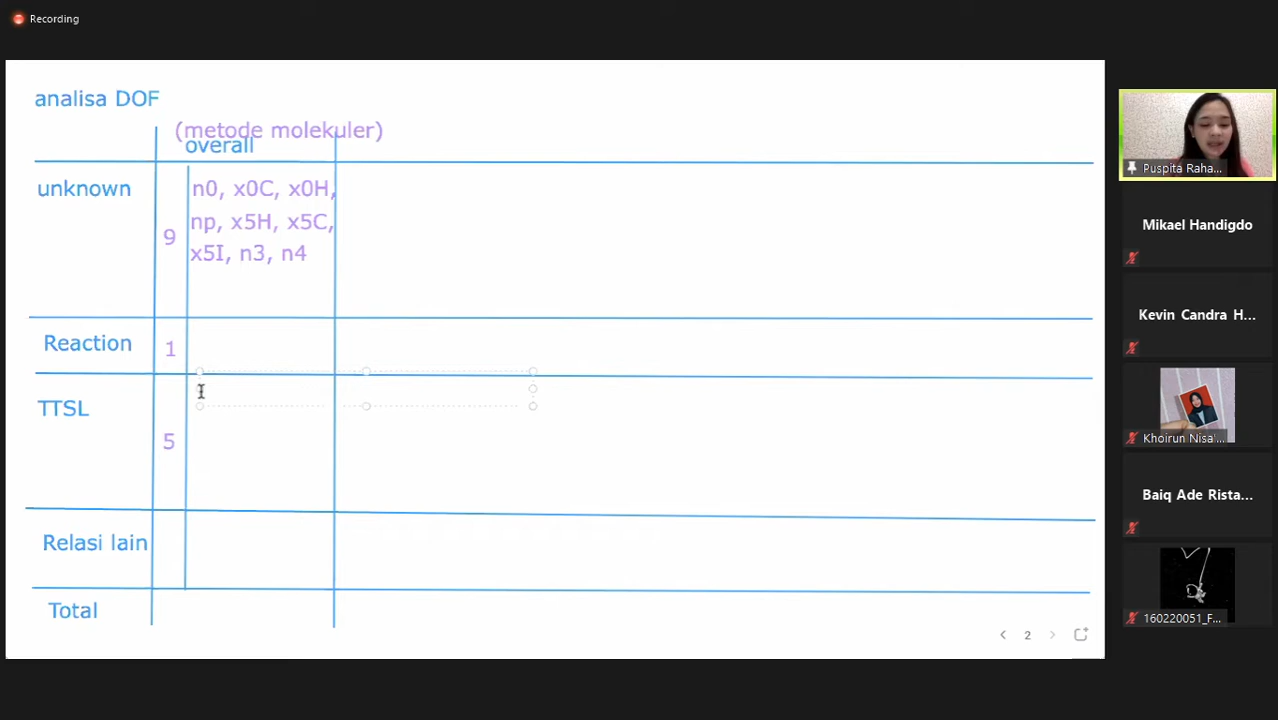 Recording
analisa DOF
(metode molekuler)
overall
unknown
9
n0, x0C, x0H,
np, x5H, x5C,
x5I, n3, n4
Reaction
1
TTSL
5
Relasi lain
Total
2
Puspita Raha...
Mikael Handigdo
Kevin Candra H...
Khoirun Nisa'...
Baiq Ade Rista...
160220051_F...